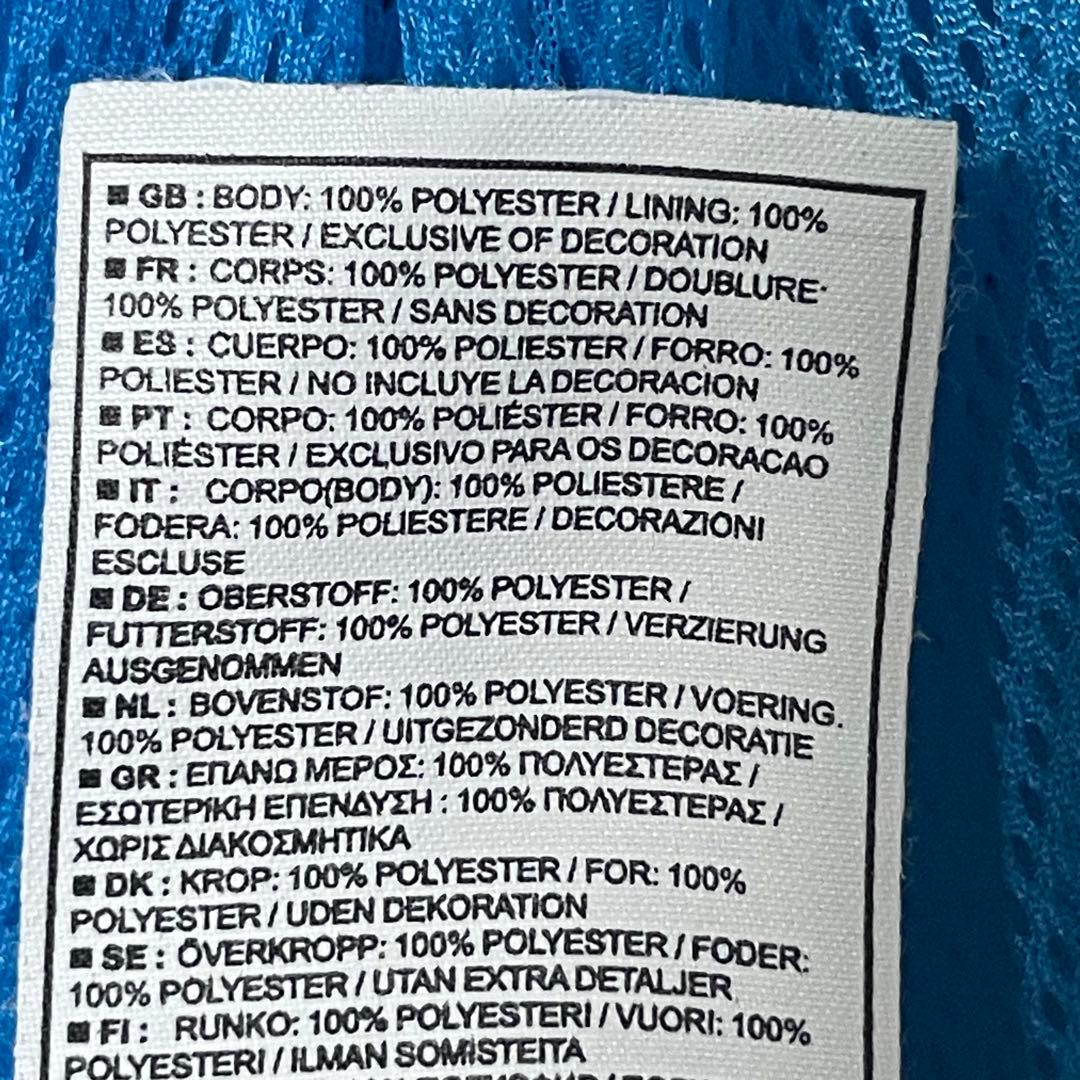 GB : BODY: 100% POLYESTER / LINING: 100%
POLYESTER / EXCLUSIVE OF DECORATION
FR : CORPS: 100% POLYESTER / DOUBLURE·
100% POLYESTER / SANS DECORATION
ES : CUERPO: 100% POLIESTER / FORRO: 100%
POLIESTER / NO INCLUYE LA DECORACION
PT : CORPO: 100% POLIÉSTER / FORRO: 100%
POLIÉSTER / EXCLUSIVO PARA OS DECORACAO
IT : CORPO(BODY): 100% POLIESTERE /
FODERA: 100% POLIESTERE / DECORAZIONI
ESCLUSE
DE : OBERSTOFF: 100% POLYESTER /
FUTTERSTOFF: 100% POLYESTER / VERZIERUNG
AUSGENOMMEN
NL : BOVENSTOF: 100% POLYESTER / VOERING.
100% POLYESTER / UITGEZONDERD DECORATIE
GR : ΕΠΑΝΩ ΜΕΡΟΣ: 100% ΠΟΛΥΕΣΤΕΡΑΣ /
ΕΣΩΤΕΡΙΚΗ ΕΠΕΝΔΥΣΗ : 100% ΠΟΛΥΕΣΤΕΡΑΣ /
ΧΩΡΙΣ ΔΙΑΚΟΣΜΗΤΙΚΑ
DK : KROP: 100% POLYESTER / FOR: 100%
POLYESTER / UDEN DEKORATION
SE : ÖVERKROPP: 100% POLYESTER / FODER:
100% POLYESTER / UTAN EXTRA DETALJER
FI : RUNKO: 100% POLYESTERI / VUORI: 100%
POLYESTERI / ILMAN SOMISTEITA